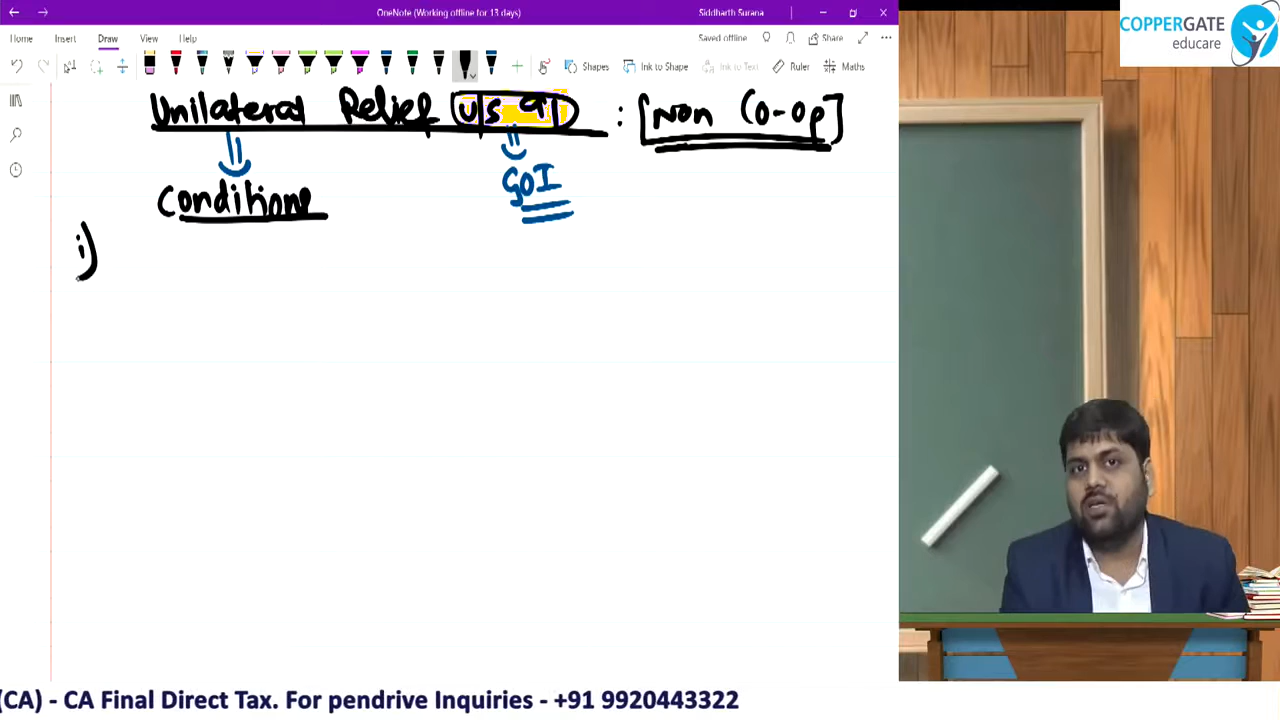 OneNote (Working offline for 13 days)
Siddharth Surana
Home Insert Draw View Help
Saved offline Share
Shapes Ink to Shape Ink to Text Ruler Maths
COPPERGATE
educare
Unilateral Relief U/s 91 : [Non Co-op]
Conditions
GOI
i)
(CA) - CA Final Direct Tax. For pendrive Inquiries - +91 9920443322